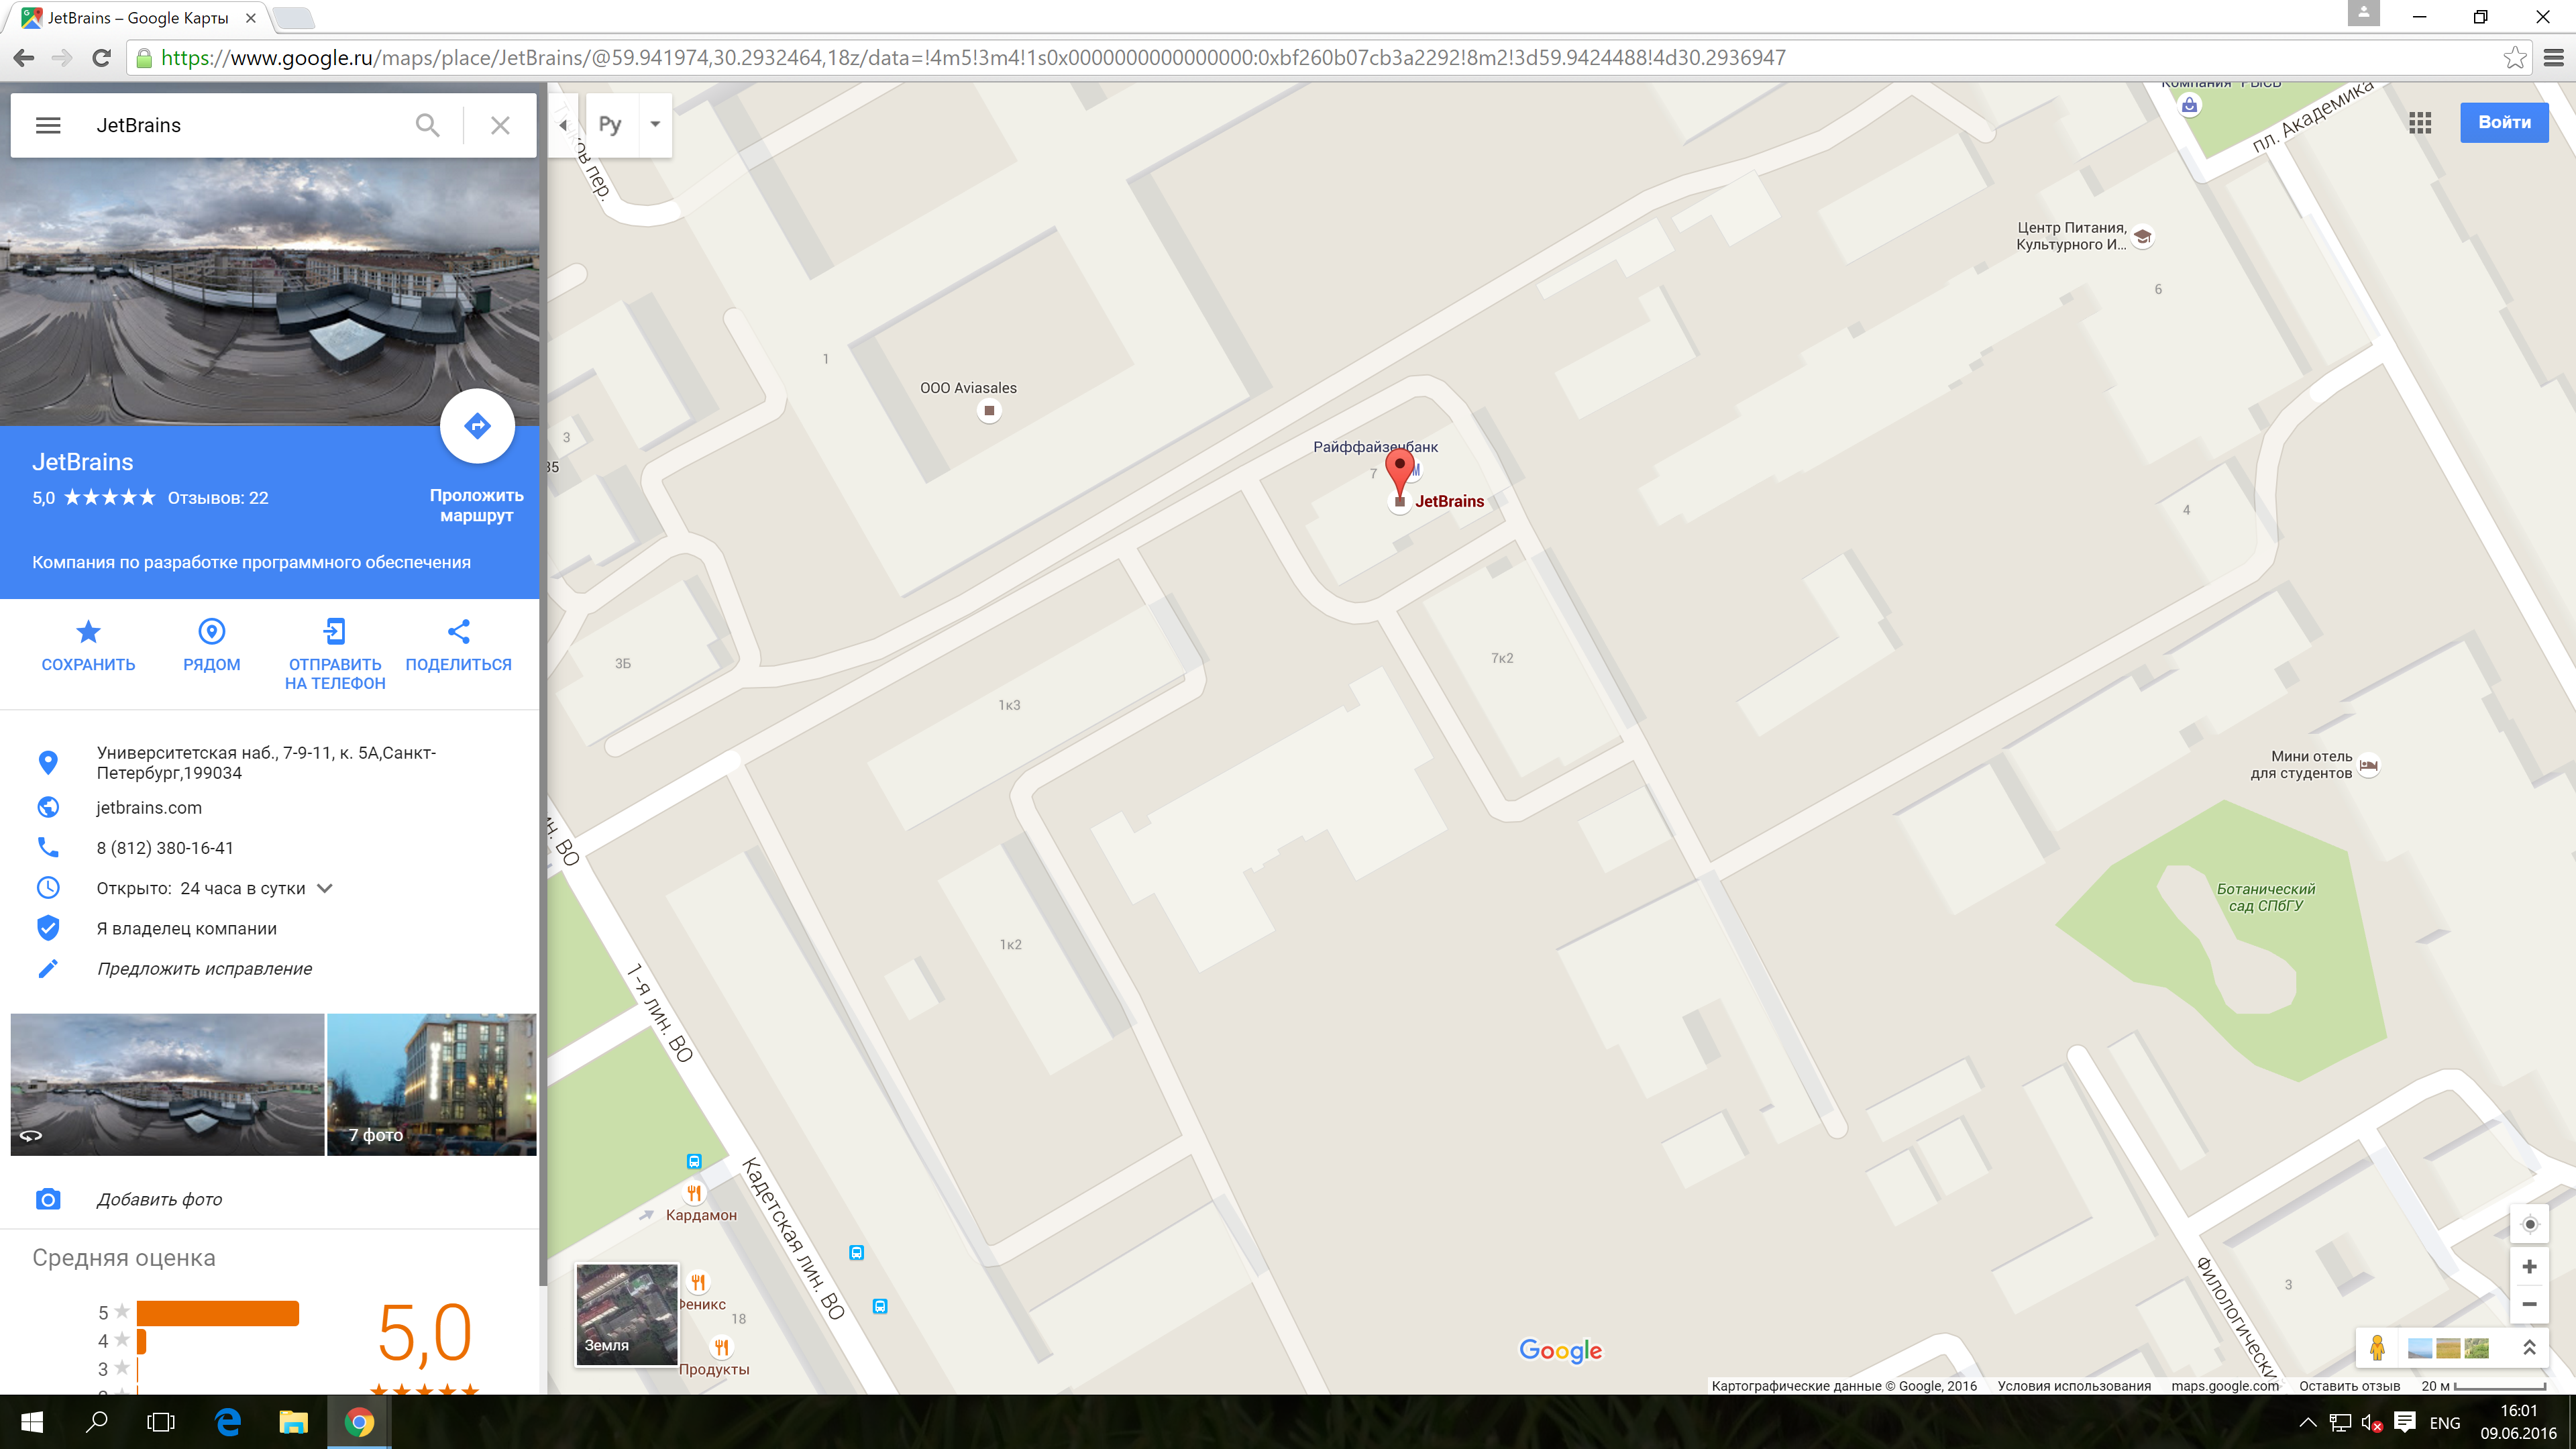 JetBrains – Google Карты
https://www.google.ru/maps/place/JetBrains/@59.941974,30.2932464,18z/data=!4m5!3m4!1s0x0000000000000000:0xbf260b07cb3a2292!8m2!3d59.9424488!4d30.2936947
JetBrains
Ру
Войти
JetBrains
5,0 Отзывов: 22
Проложить
маршрут
Компания по разработке программного обеспечения
СОХРАНИТЬ
РЯДОМ
ОТПРАВИТЬ
НА ТЕЛЕФОН
ПОДЕЛИТЬСЯ
Университетская наб., 7-9-11, к. 5А,Санкт-
Петербург,199034
jetbrains.com
8 (812) 380-16-41
Открыто: 24 часа в сутки
Я владелец компании
Предложить исправление
7 фото
Добавить фото
Средняя оценка
5
4
3
5,0
пер.
пл. Академика
Центр Питания,
Культурного И...
6
1
ООО Aviasales
3
35
Райффайзенбанк
7
JetBrains
4
3Б
1к3
7к2
Мини отель
для студентов
Ботанический
сад СПбГУ
ВО
1к2
1-я лин. ВО
Кадетская лин. ВО
Кардамон
Феникс
18
Продукты
Земля
3
Филологически
Google
Картографические данные © Google, 2016
Условия использования
maps.google.com
Оставить отзыв
20 м
ENG
16:01
09.06.2016